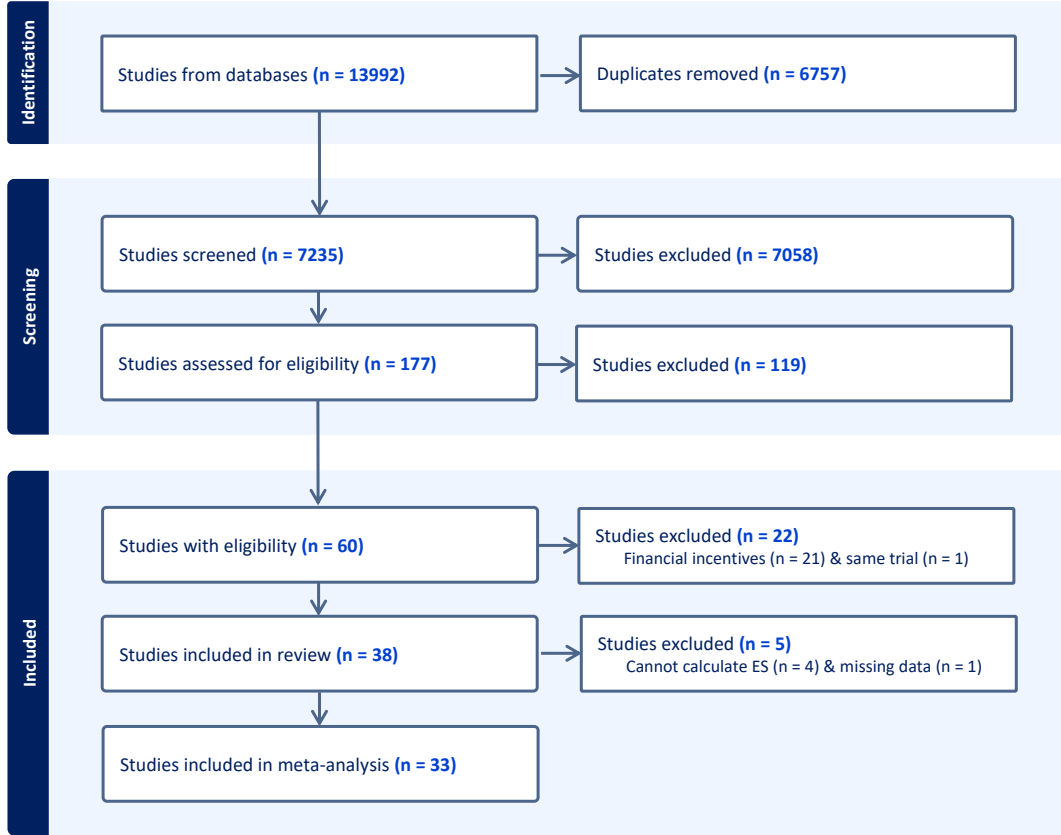 Identification
Studies from databases (n = 13992)
Duplicates removed (n = 6757)
Screening
Studies screened (n = 7235)
Studies excluded (n = 7058)
Studies assessed for eligibility (n = 177)
Studies excluded (n = 119)
Included
Studies with eligibility (n = 60)
Studies excluded (n = 22)
Financial incentives (n = 21) & same trial (n = 1)
Studies included in review (n = 38)
Studies excluded (n = 5)
Cannot calculate ES (n = 4) & missing data (n = 1)
Studies included in meta-analysis (n = 33)